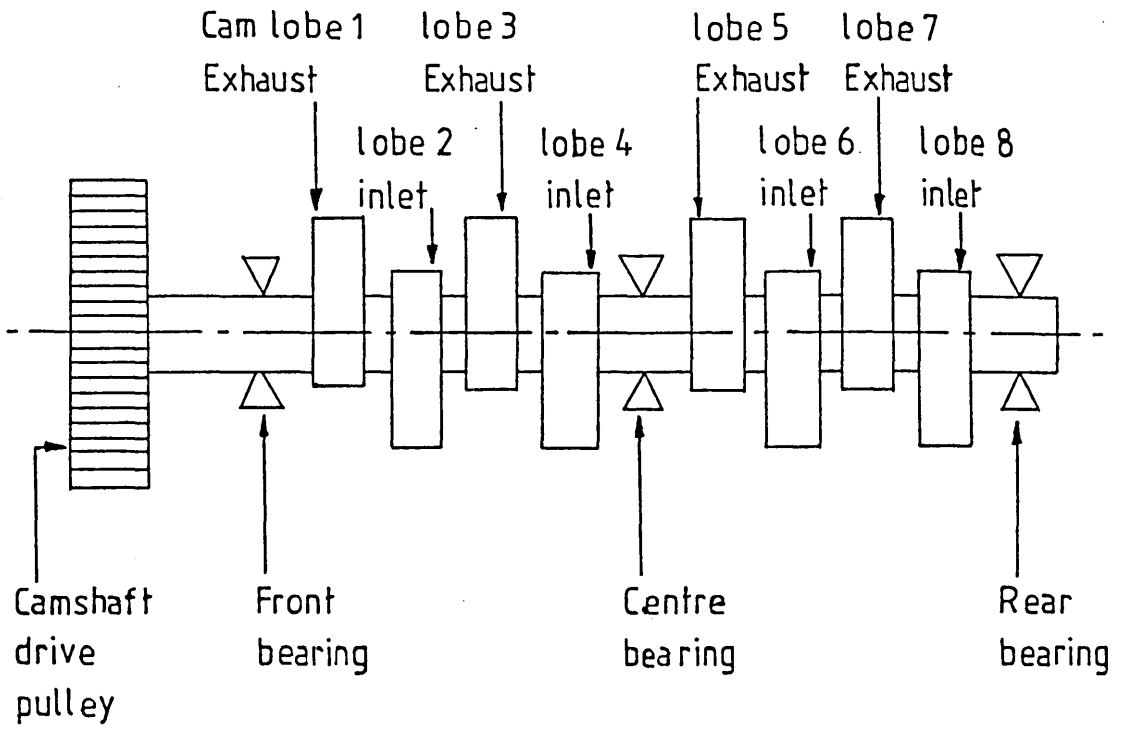 Cam lobe 1
Exhaust
lobe 3
Exhaust
lobe 5
Exhaust
lobe 7
Exhaust
lobe 2
inlet
lobe 4
inlet
lobe 6
inlet
lobe 8
inlet
Camshaft
drive
pulley
Front
bearing
Centre
bearing
Rear
bearing